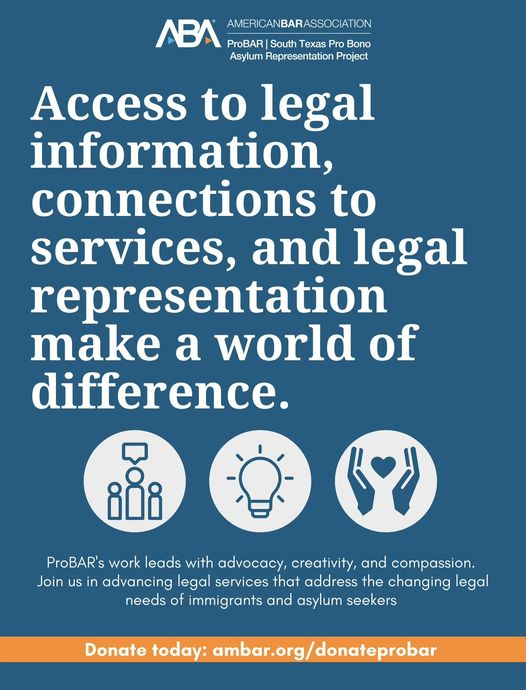 ABA AMERICANBARASSOCIATION
ProBAR | South Texas Pro Bono
Asylum Representation Project
Access to legal
information,
connections to
services, and legal
representation
make a world of
difference.
ProBAR's work leads with advocacy, creativity, and compassion.
Join us in advancing legal services that address the changing legal
needs of immigrants and asylum seekers
Donate today: ambar.org/donateprobar